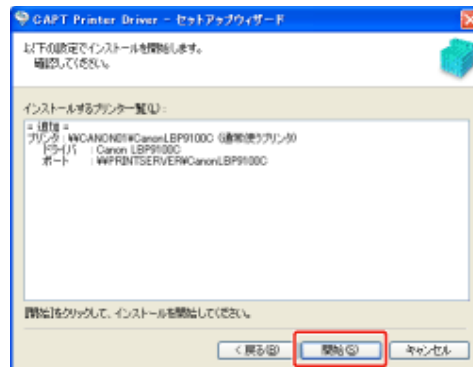 CAPT Printer Driver - セットアップウィザード
以下の設定でインストールを開始します。
確認してください。
インストールするプリンタ一覧(L):
= 追加 =
プリンタ : ¥¥CANON01¥CanonLBP9100C (通常使うプリンタ)
ドライバ : Canon LBP9100C
ポート : ¥¥PRINTSERVER¥CanonLBP9100C
[開始]をクリックして、インストールを開始してください。
< 戻る(B) 開始(S) キャンセル